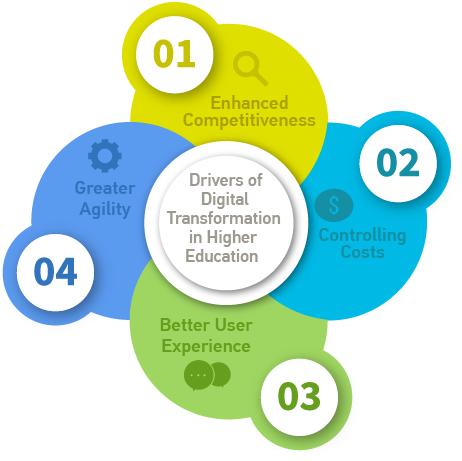 01
Enhanced
Competitiveness
02
$
Controlling
Costs
Drivers of
Digital
Transformation
in Higher
Education
Greater
Agility
04
Better User
Experience
03